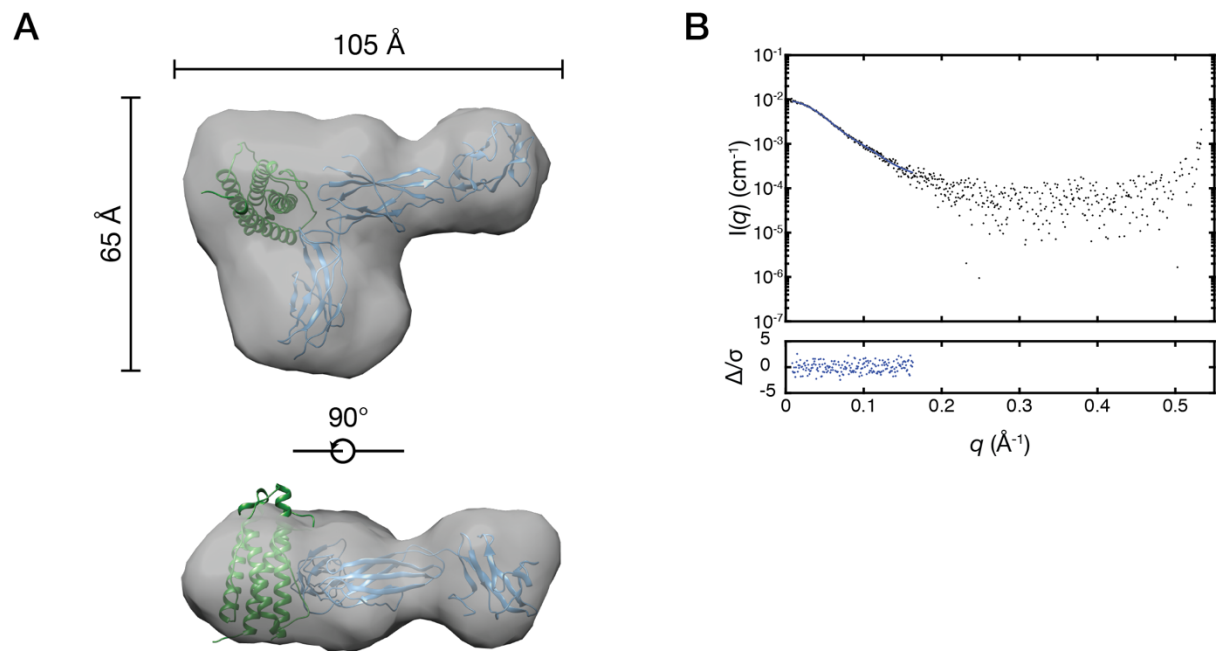 A
105 Å
65 Å
90°
B
10⁻¹
10⁻²
10⁻³
10⁻⁴
10⁻⁵
10⁻⁶
10⁻⁷
I(q) (cm⁻¹)
5
0
-5
Δ/σ
0 0.1 0.2 0.3 0.4 0.5
q (Å⁻¹)